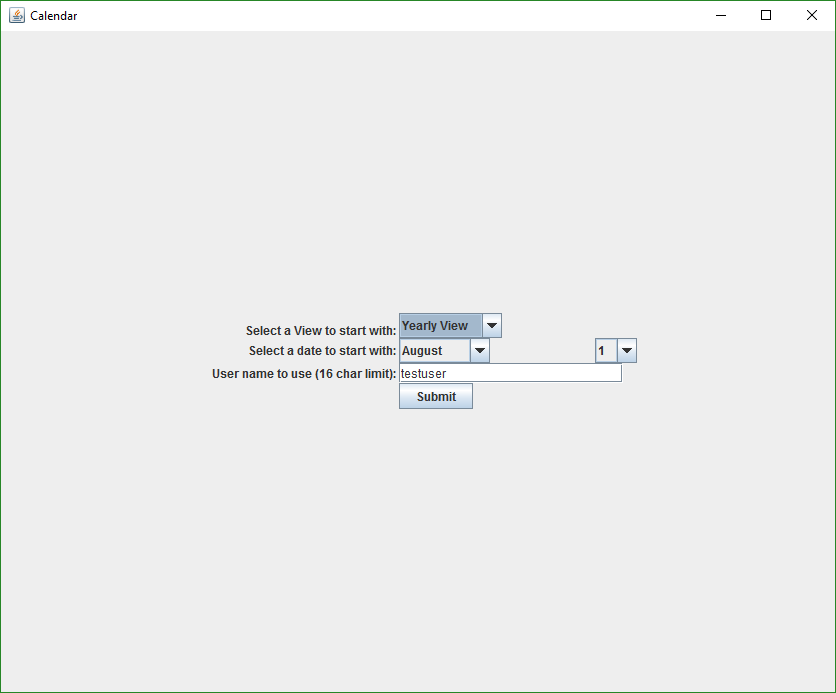 Calendar
Select a View to start with: Yearly View
Select a date to start with: August 1
User name to use (16 char limit): testuser
Submit